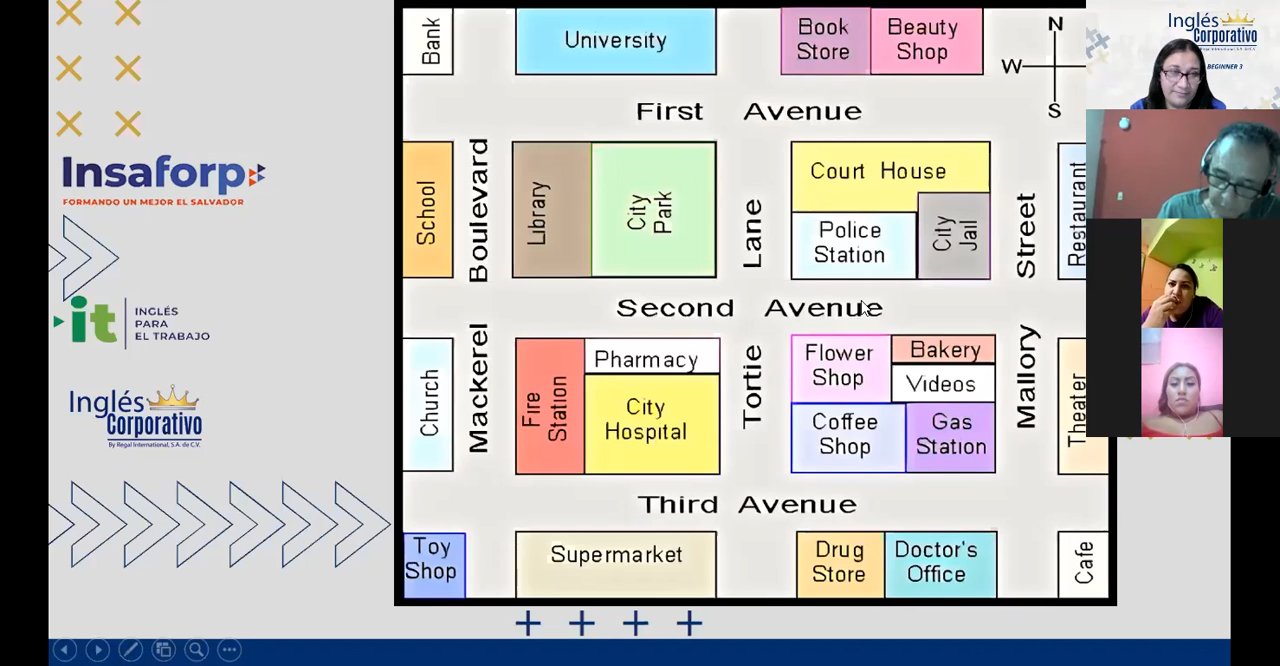 Insaforp
FORMANDO UN MEJOR EL SALVADOR
it
INGLÉS
PARA
EL TRABAJO
Inglés
Corporativo
By Regal International, S.A. de C.V.
Bank
University
Book
Store
Beauty
Shop
N
W
S
First Avenue
School
Boulevard
Library
City
Park
Lane
Court House
Police
Station
City
Jail
Street
Restaurant
Second Avenue
Church
Mackerel
Fire
Station
Pharmacy
City
Hospital
Tortie
Flower
Shop
Bakery
Videos
Coffee
Shop
Gas
Station
Mallory
Theater
Third Avenue
Toy
Shop
Supermarket
Drug
Store
Doctor's
Office
Cafe
Inglés
Corporativo
BEGINNER 3